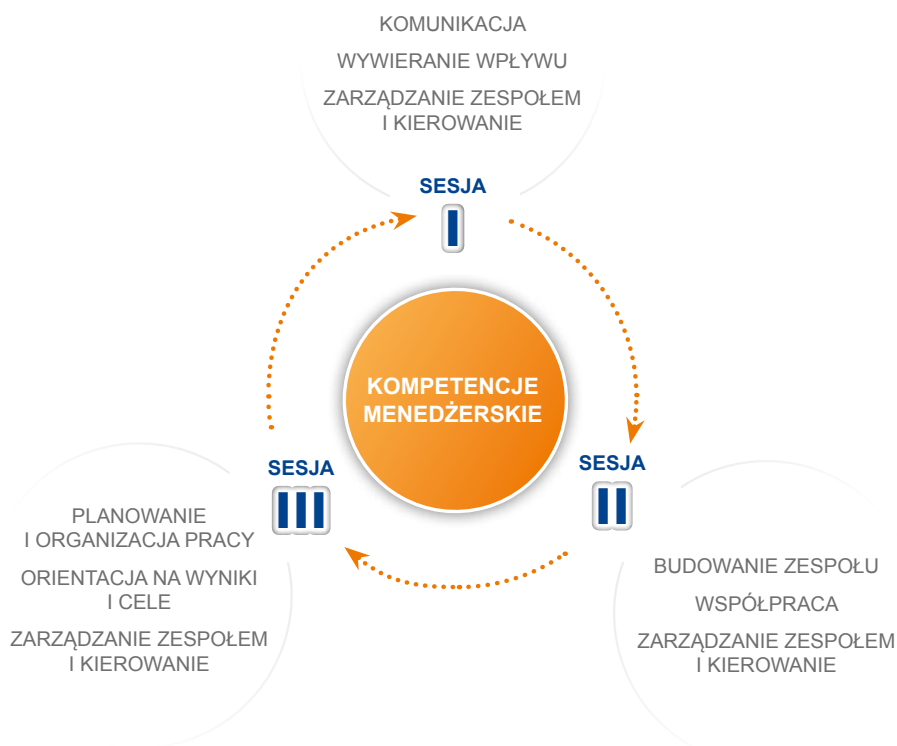 KOMUNIKACJA
WYWIERANIE WPŁYWU
ZARZĄDZANIE ZESPOŁEM
I KIEROWANIE
SESJA
I
KOMPETENCJE
MENEDŻERSKIE
SESJA
II
BUDOWANIE ZESPOŁU
WSPÓŁPRACA
ZARZĄDZANIE ZESPOŁEM
I KIEROWANIE
SESJA
III
PLANOWANIE
I ORGANIZACJA PRACY
ORIENTACJA NA WYNIKI
I CELE
ZARZĄDZANIE ZESPOŁEM
I KIEROWANIE